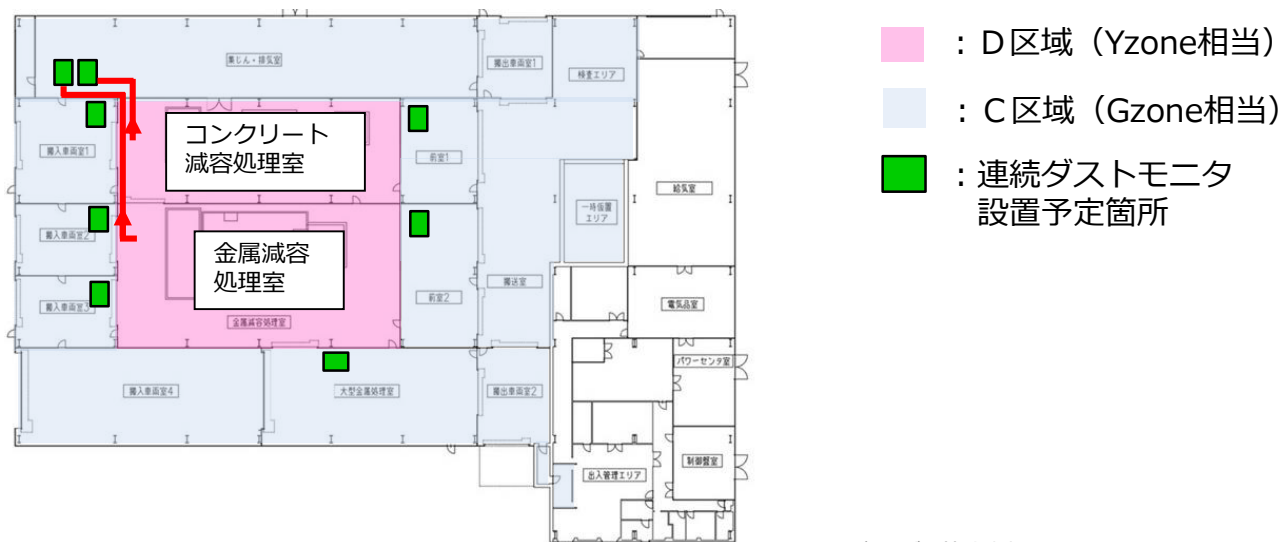 集じん・排気室
搬出車両室1
検査エリア
コンクリート
減容処理室
搬入車両室1
前室1
給気室
一時仮置
エリア
搬入車両室2
金属減容
処理室
搬入車両室3
前室2
搬送室
電気品室
金属減容処理室
パワーセンタ室
搬入車両室4
大型金属処理室
搬出車両室2
制御盤室
出入管理エリア
：Ｄ区域（Yzone相当）
：Ｃ区域（Gzone相当）
：連続ダストモニタ
設置予定箇所